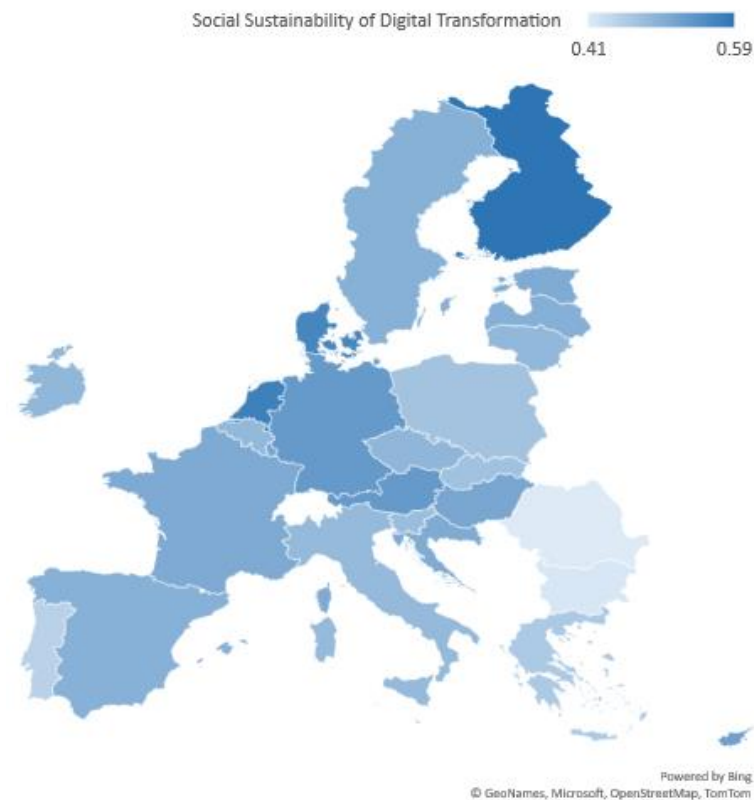 Social Sustainability of Digital Transformation
0.41 0.59
Powered by Bing
© GeoNames, Microsoft, OpenStreetMap, TomTom